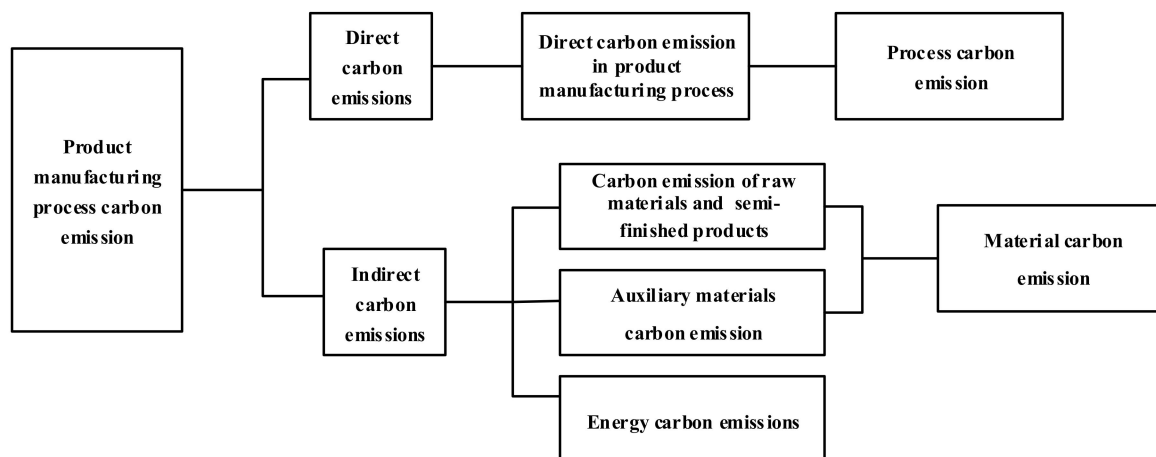 Product
manufacturing
process carbon
emission
Direct
carbon
emissions
Direct carbon emission
in product
manufacturing process
Process carbon
emission
Indirect
carbon
emissions
Carbon emission of raw
materials and semi-
finished products
Auxiliary materials
carbon emission
Energy carbon emissions
Material carbon
emission